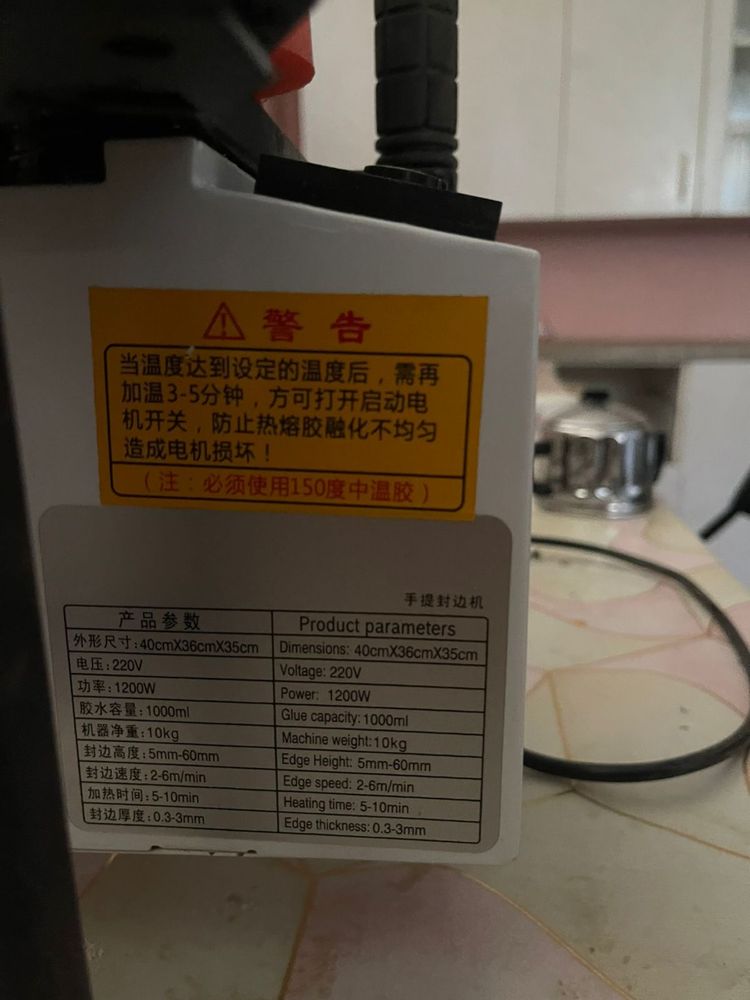 警告
当温度达到设定的温度后，需再
加温3-5分钟，方可打开启动电
机开关，防止热熔胶融化不均匀
造成电机损坏！
（注：必须使用150度中温胶）
手提封边机
产品参数
Product parameters
外形尺寸:40cmX36cmX35cm
Dimensions: 40cmX36cmX35cm
电压:220V
Voltage: 220V
功率:1200W
Power: 1200W
胶水容量:1000ml
Glue capacity:1000ml
机器净重:10kg
Machine weight:10kg
封边高度:5mm-60mm
Edge Height: 5mm-60mm
封边速度:2-6m/min
Edge speed: 2-6m/min
加热时间:5-10min
Heating time: 5-10min
封边厚度:0.3-3mm
Edge thickness:0.3-3mm